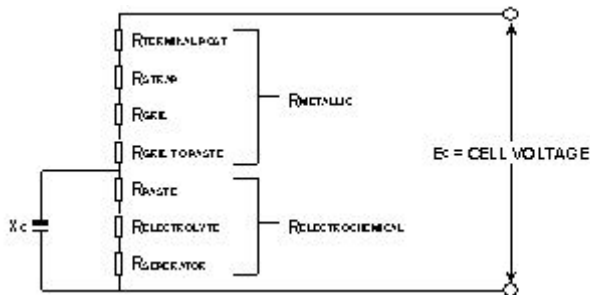 RTERMINAL POST
RSTRAP
RMETALLIC
RGRID
RGRID TO PASTE
Ec = CELL VOLTAGE
RPASTE
Xc
RELECTROLYTE
RELECTROCHEMICAL
RSEPERATOR